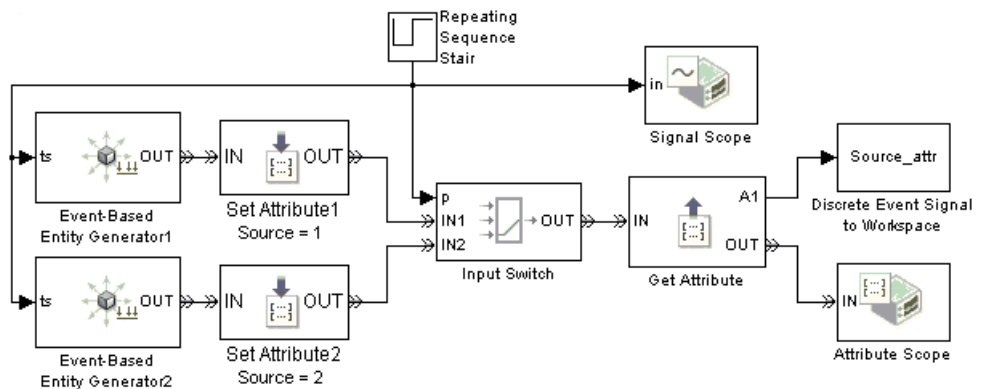 Repeating
Sequence
Stair
in
Signal Scope
ts
OUT
Event-Based
Entity Generator1
IN
[...]
OUT
Set Attribute1
Source = 1
p
IN1
IN2
OUT
Input Switch
IN
[...]
A1
OUT
Get Attribute
Source_attr
Discrete Event Signal
to Workspace
ts
OUT
Event-Based
Entity Generator2
IN
[...]
OUT
Set Attribute2
Source = 2
IN
[...]
Attribute Scope